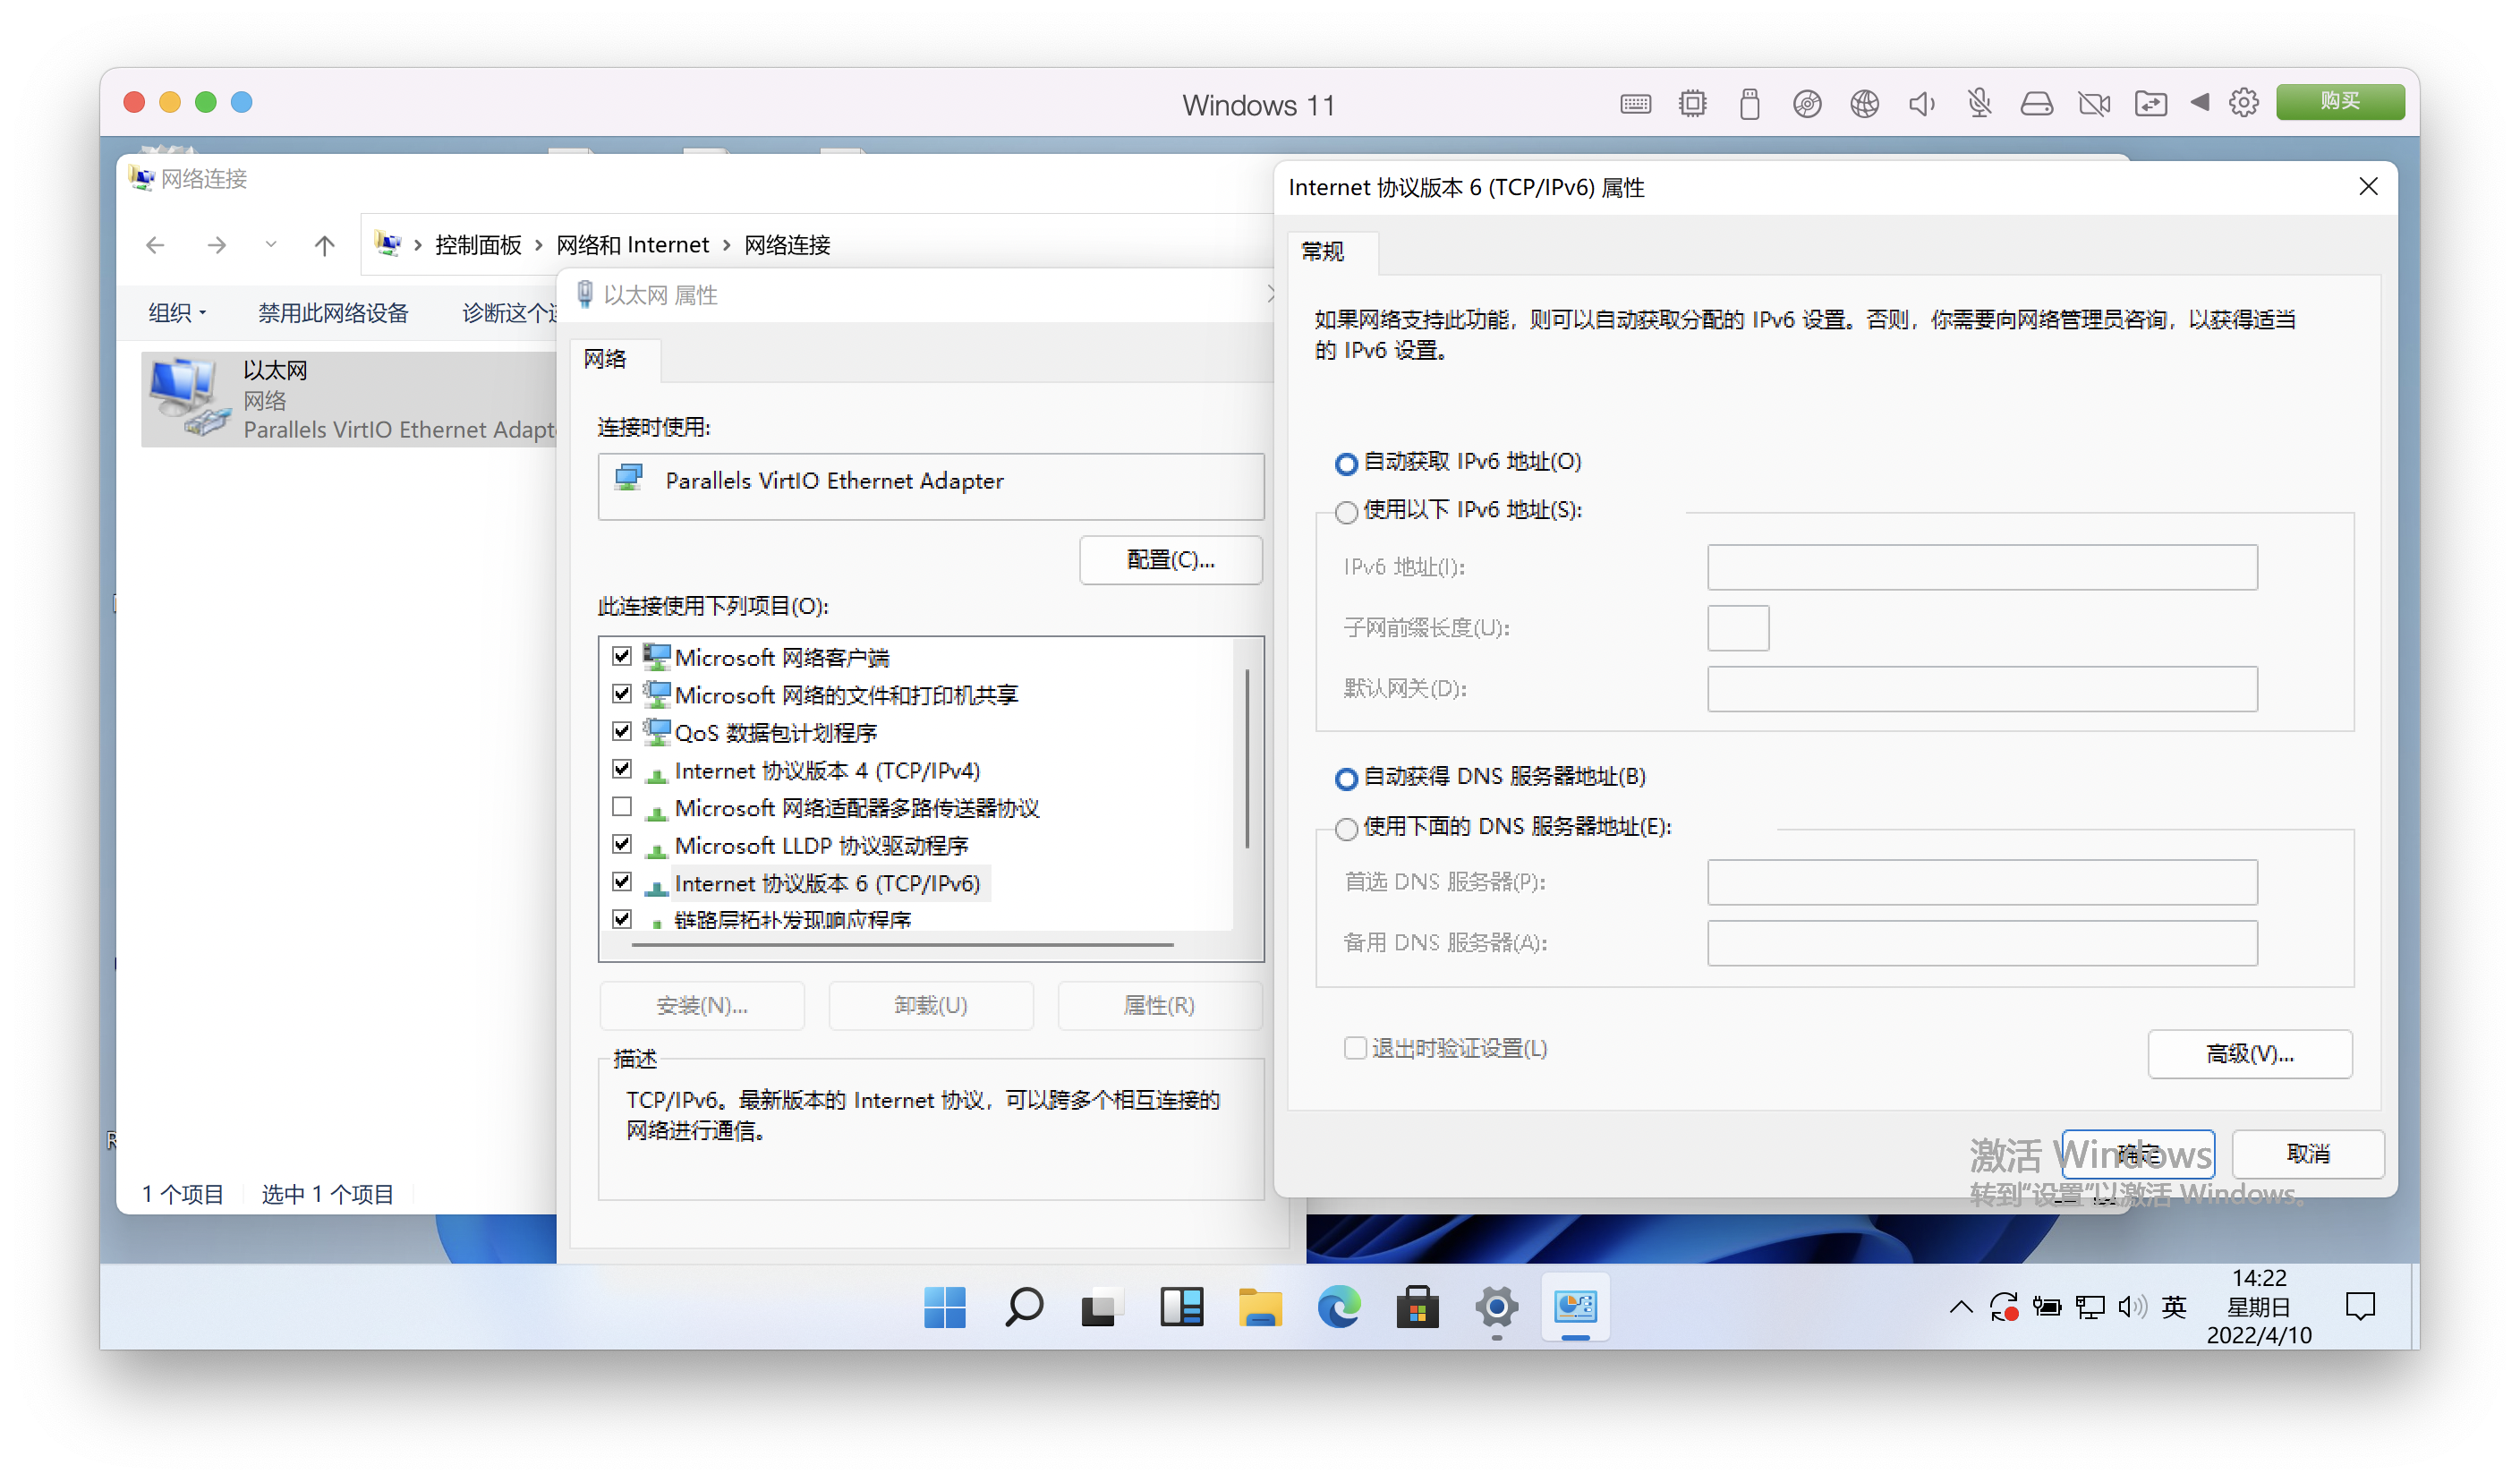 Windows 11
购买
网络连接
控制面板 › 网络和 Internet › 网络连接
组织
禁用此网络设备
以太网
网络
1 个项目
选中 1 个项目
以太网 属性
网络
连接时使用:
Parallels VirtIO Ethernet Adapter
配置(C)...
此连接使用下列项目(O):
Microsoft 网络客户端
Microsoft 网络的文件和打印机共享
QoS 数据包计划程序
Internet 协议版本 4 (TCP/IPv4)
Microsoft 网络适配器多路传送器协议
Microsoft LLDP 协议驱动程序
Internet 协议版本 6 (TCP/IPv6)
链路层拓扑发现响应程序
安装(N)...
卸载(U)
属性(R)
描述
TCP/IPv6。最新版本的 Internet 协议，可以跨多个相互连接的
网络进行通信。
Internet 协议版本 6 (TCP/IPv6) 属性
常规
如果网络支持此功能，则可以自动获取分配的 IPv6 设置。否则，你需要向网络管理员咨询，以获得适当
的 IPv6 设置。
自动获取 IPv6 地址(O)
使用以下 IPv6 地址(S):
IPv6 地址(I):
子网前缀长度(U):
默认网关(D):
自动获得 DNS 服务器地址(B)
使用下面的 DNS 服务器地址(E):
首选 DNS 服务器(P):
备用 DNS 服务器(A):
退出时验证设置(L)
高级(V)...
确定
取消
激活 Windows
转到“设置”以激活 Windows。
英
14:22
星期日
2022/4/10